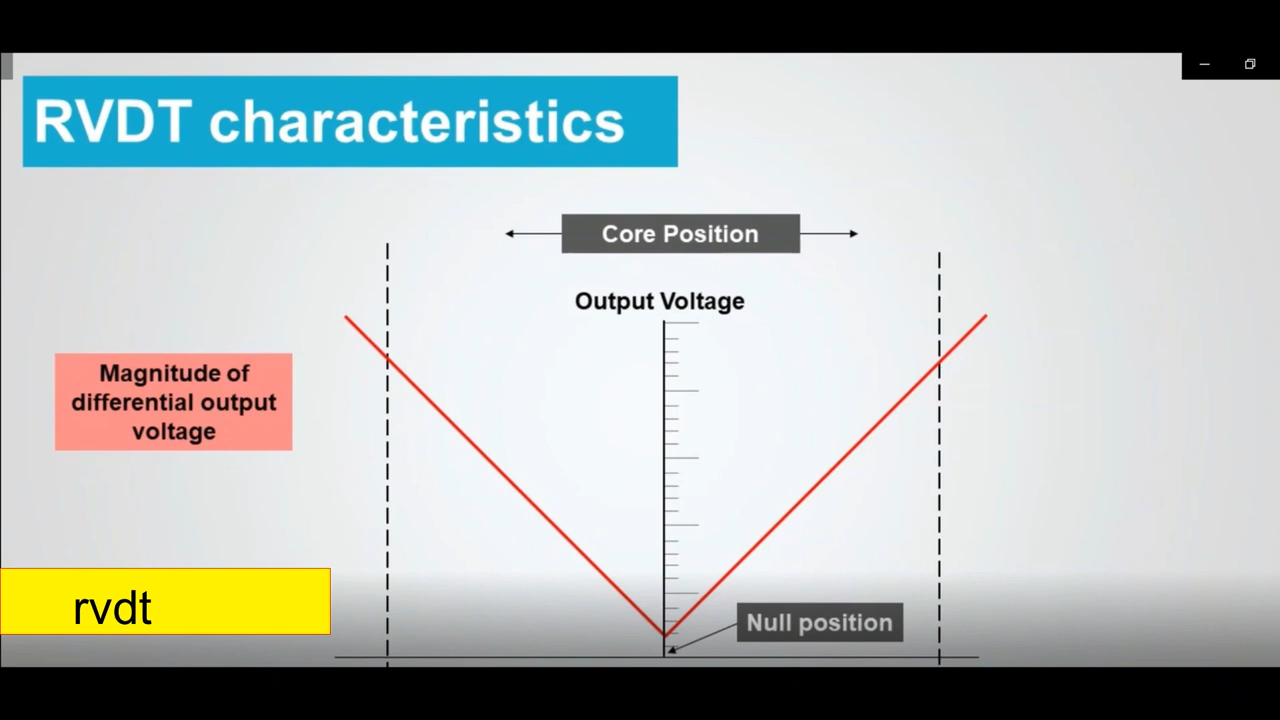 RVDT characteristics
Core Position
Output Voltage
Magnitude of
differential output
voltage
rvdt
Null position